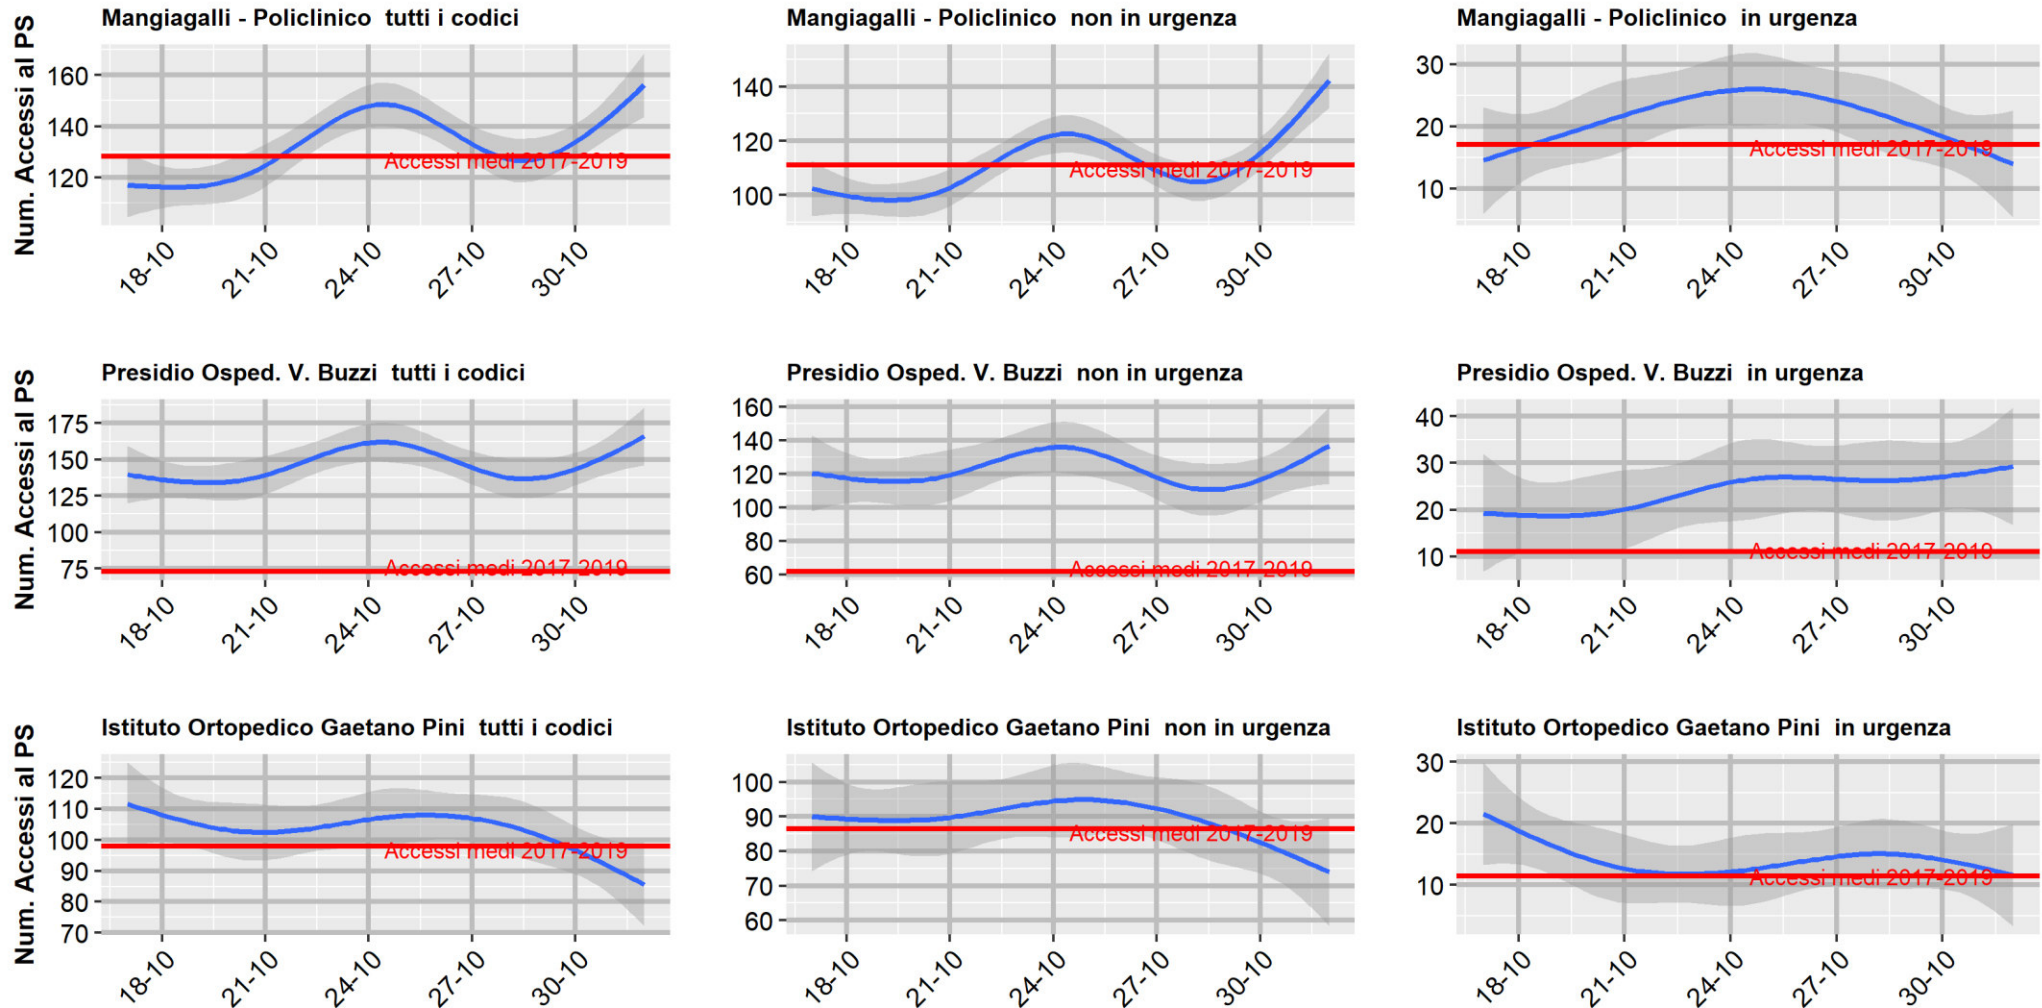 Mangiagalli - Policlinico  tutti i codici
Num. Accessi al PS
160
140
120
Accessi medi 2017-2019
18-10 21-10 24-10 27-10 30-10
Mangiagalli - Policlinico  non in urgenza
140
120
100
Accessi medi 2017-2019
18-10 21-10 24-10 27-10 30-10
Mangiagalli - Policlinico  in urgenza
30
20
10
Accessi medi 2017-2019
18-10 21-10 24-10 27-10 30-10
Presidio Osped. V. Buzzi  tutti i codici
Num. Accessi al PS
175
150
125
100
75
Accessi medi 2017-2019
18-10 21-10 24-10 27-10 30-10
Presidio Osped. V. Buzzi  non in urgenza
160
140
120
100
80
60
Accessi medi 2017-2019
18-10 21-10 24-10 27-10 30-10
Presidio Osped. V. Buzzi  in urgenza
40
30
20
10
Accessi medi 2017-2019
18-10 21-10 24-10 27-10 30-10
Istituto Ortopedico Gaetano Pini  tutti i codici
Num. Accessi al PS
120
110
100
90
80
70
Accessi medi 2017-2019
18-10 21-10 24-10 27-10 30-10
Istituto Ortopedico Gaetano Pini  non in urgenza
100
90
80
70
60
Accessi medi 2017-2019
18-10 21-10 24-10 27-10 30-10
Istituto Ortopedico Gaetano Pini  in urgenza
30
20
10
Accessi medi 2017-2019
18-10 21-10 24-10 27-10 30-10